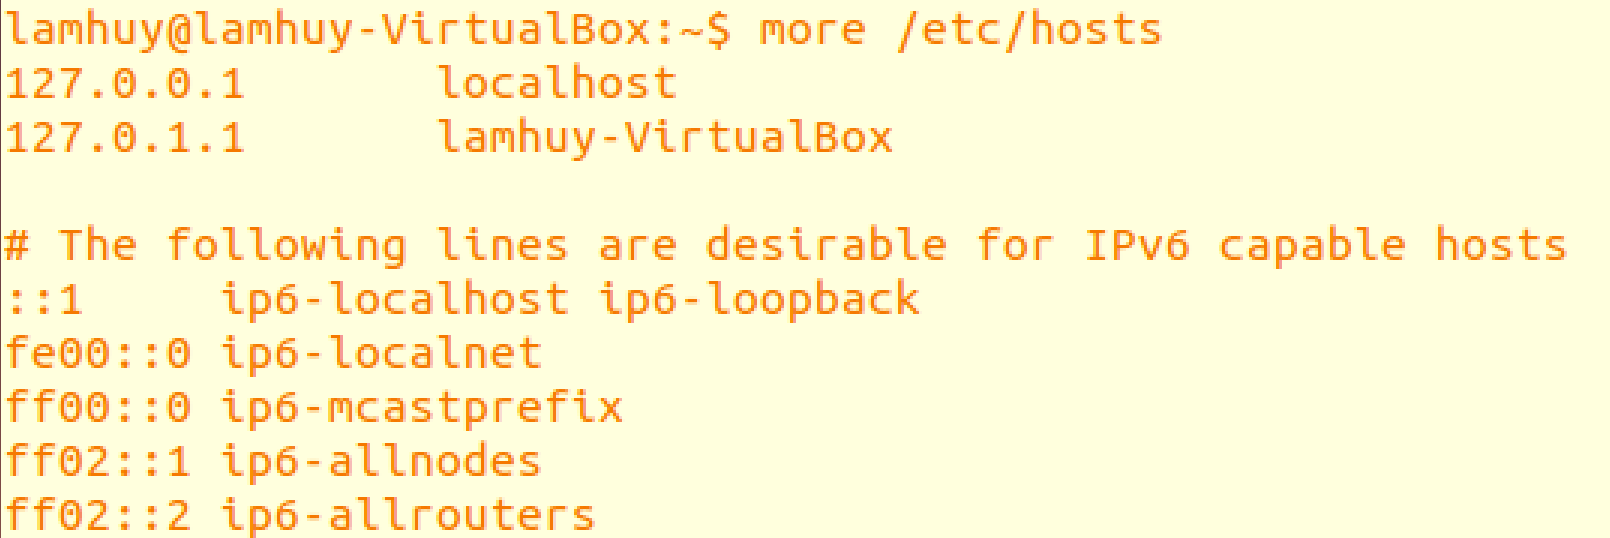 lamhuy@lamhuy-VirtualBox:~$ more /etc/hosts
127.0.0.1       localhost
127.0.1.1       lamhuy-VirtualBox

# The following lines are desirable for IPv6 capable hosts
::1     ip6-localhost ip6-loopback
fe00::0 ip6-localnet
ff00::0 ip6-mcastprefix
ff02::1 ip6-allnodes
ff02::2 ip6-allrouters